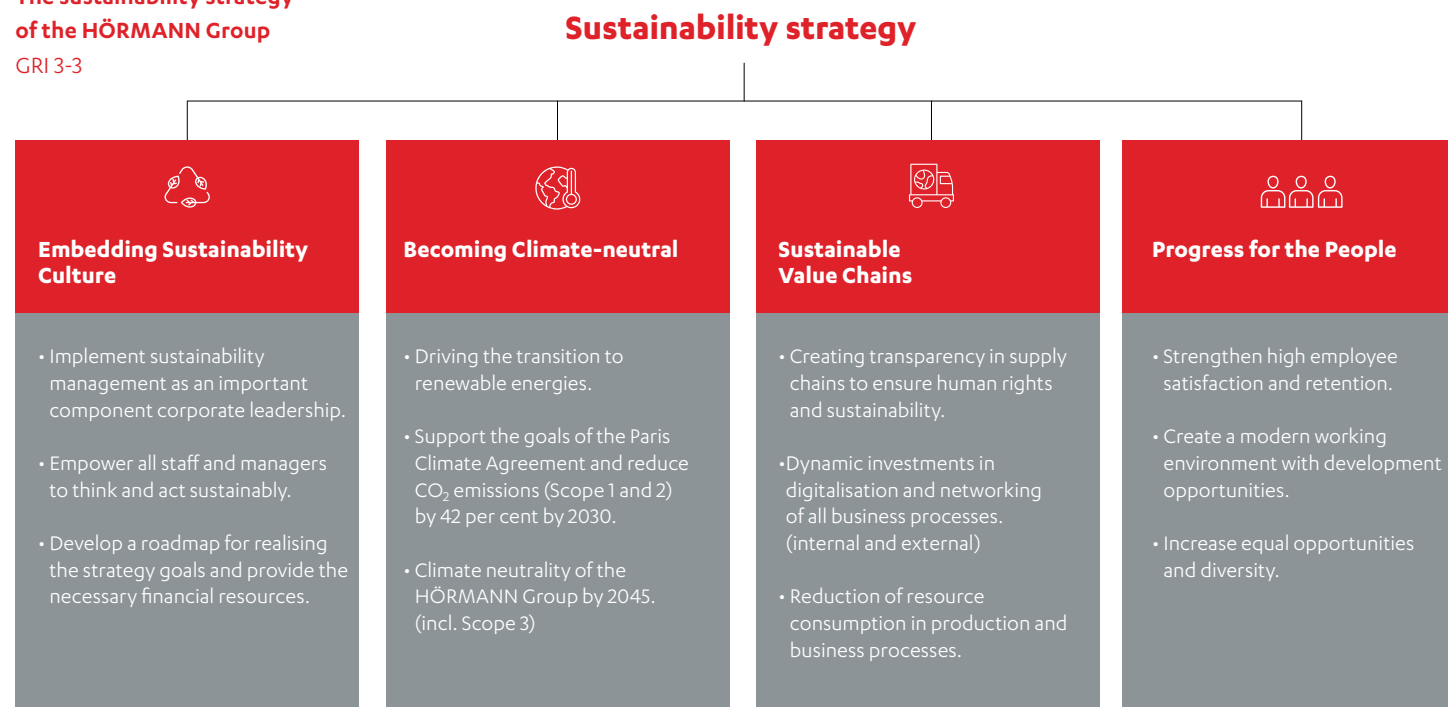 The sustainability strategy
of the HÖRMANN Group
GRI 3-3
Sustainability strategy
Embedding Sustainability
Culture
• Implement sustainability
management as an important
component corporate leadership.
• Empower all staff and managers
to think and act sustainably.
• Develop a roadmap for realising
the strategy goals and provide the
necessary financial resources.
Becoming Climate-neutral
• Driving the transition to
renewable energies.
• Support the goals of the Paris
Climate Agreement and reduce
CO₂ emissions (Scope 1 and 2)
by 42 per cent by 2030.
• Climate neutrality of the
HÖRMANN Group by 2045.
(incl. Scope 3)
Sustainable
Value Chains
• Creating transparency in supply
chains to ensure human rights
and sustainability.
•Dynamic investments in
digitalisation and networking
of all business processes.
(internal and external)
• Reduction of resource
consumption in production and
business processes.
Progress for the People
• Strengthen high employee
satisfaction and retention.
• Create a modern working
environment with development
opportunities.
• Increase equal opportunities
and diversity.